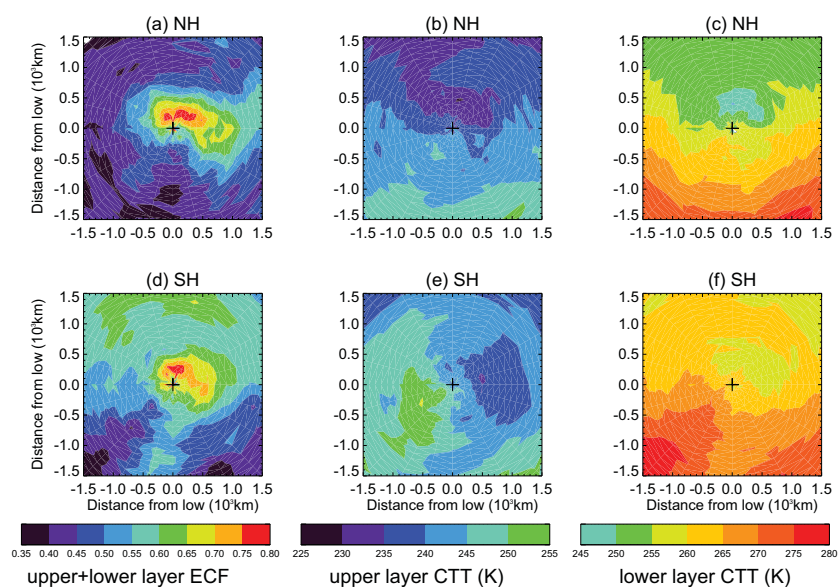 (a) NH
(b) NH
(c) NH
Distance from low (10³km)
1.5
1.0
0.5
0.0
-0.5
-1.0
-1.5
-1.5 -1.0 -0.5 0.0 0.5 1.0 1.5
-1.5 -1.0 -0.5 0.0 0.5 1.0 1.5
-1.5 -1.0 -0.5 0.0 0.5 1.0 1.5
(d) SH
(e) SH
(f) SH
Distance from low (10³km)
1.5
1.0
0.5
0.0
-0.5
-1.0
-1.5
-1.5 -1.0 -0.5 0.0 0.5 1.0 1.5
-1.5 -1.0 -0.5 0.0 0.5 1.0 1.5
-1.5 -1.0 -0.5 0.0 0.5 1.0 1.5
Distance from low (10³km)
Distance from low (10³km)
Distance from low (10³km)
0.35 0.40 0.45 0.50 0.55 0.60 0.65 0.70 0.75 0.80
225 230 235 240 245 250 255
245 250 255 260 265 270 275 280
upper+lower layer ECF
upper layer CTT (K)
lower layer CTT (K)